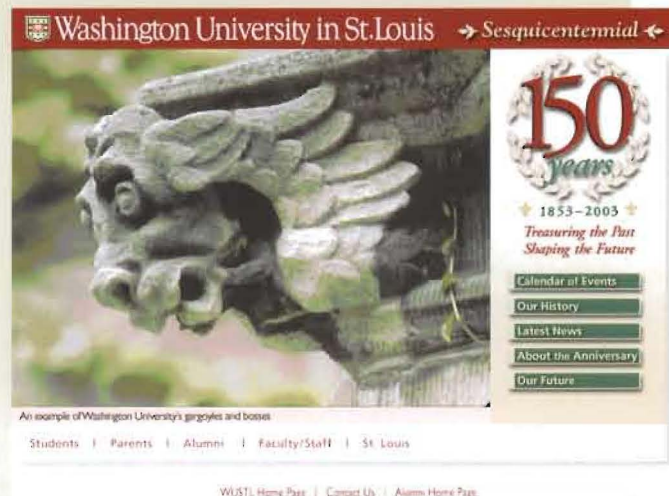 Washington University in St.Louis
Sesquicentennial
150
years
1853–2003
Treasuring the Past
Shaping the Future
Calendar of Events
Our History
Latest News
About the Anniversary
Our Future
An example of Washington University's gargoyles and bosses
Students | Parents | Alumni | Faculty/Staff | St. Louis
WUSTL Home Page | Contact Us | Alumni Home Page